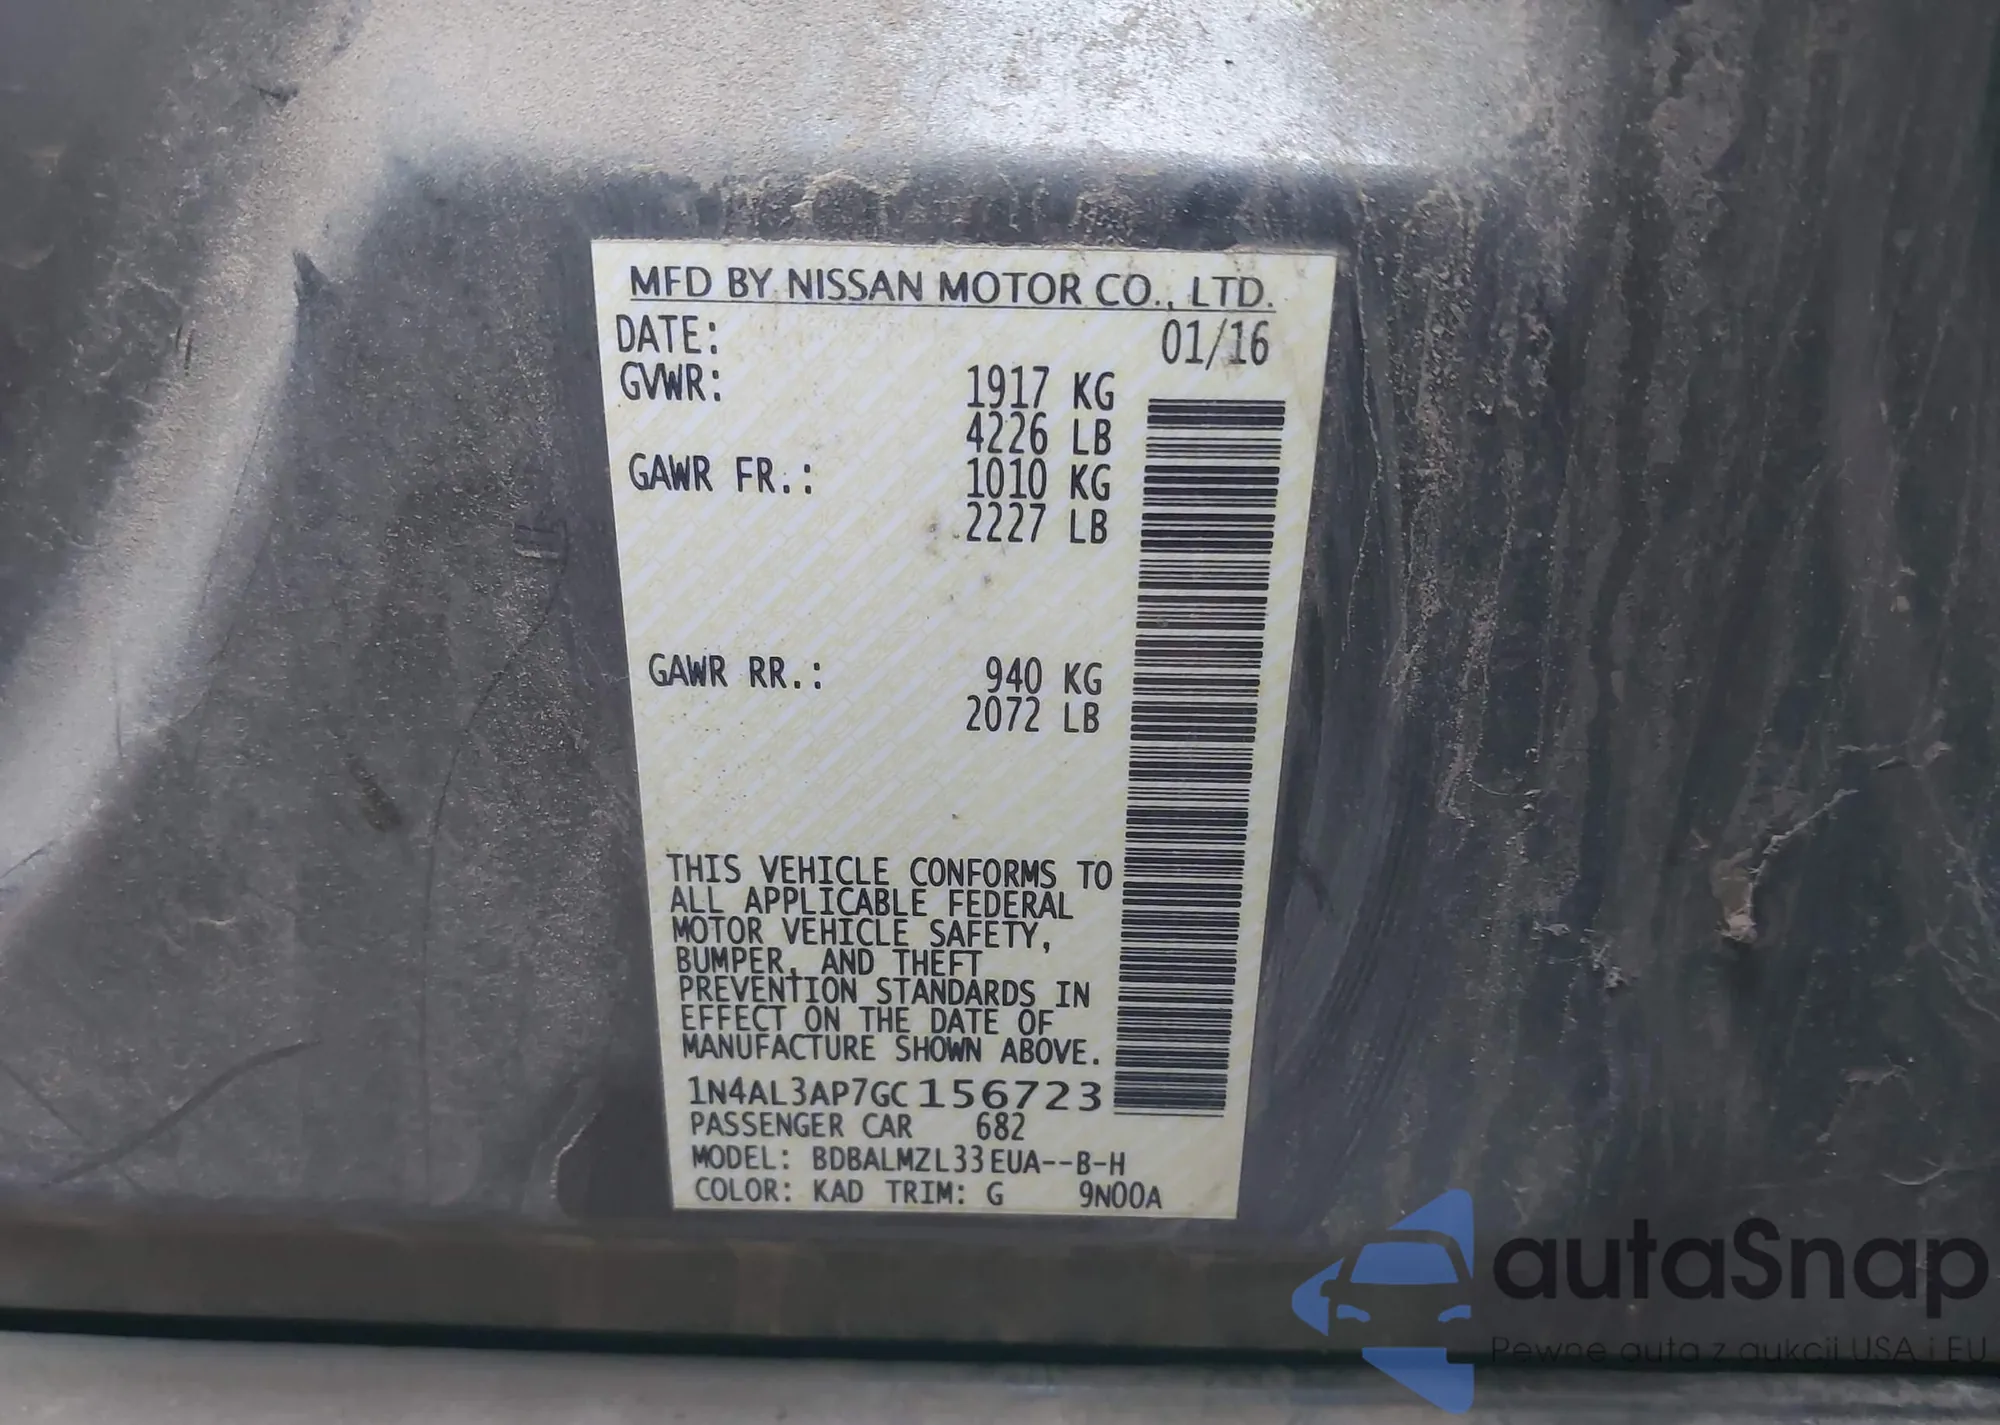 MFD BY NISSAN MOTOR CO., LTD.
DATE: 01/16
GVWR: 1917 KG
4226 LB
GAWR FR.: 1010 KG
2227 LB
GAWR RR.: 940 KG
2072 LB
THIS VEHICLE CONFORMS TO
ALL APPLICABLE FEDERAL
MOTOR VEHICLE SAFETY,
BUMPER, AND THEFT
PREVENTION STANDARDS IN
EFFECT ON THE DATE OF
MANUFACTURE SHOWN ABOVE.
1N4AL3AP7GC156723
PASSENGER CAR 682
MODEL: BDBALMZL33EUA--B-H
COLOR: KAD TRIM: G 9N00A
autaSnap
Pewne auta z aukcji USA i EU